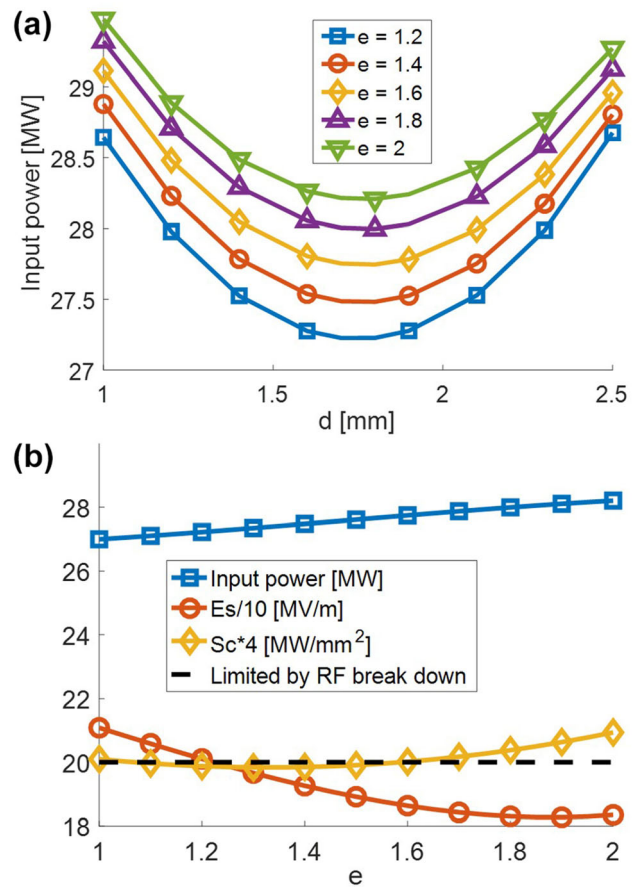 (a)
e = 1.2
e = 1.4
e = 1.6
e = 1.8
e = 2
Input power [MW]
29
28.5
28
27.5
27
1
1.5
2
2.5
d [mm]
(b)
28
26
24
22
20
18
Input power [MW]
Es/10 [MV/m]
Sc*4 [MW/mm²]
Limited by RF break down
1
1.2
1.4
1.6
1.8
2
e